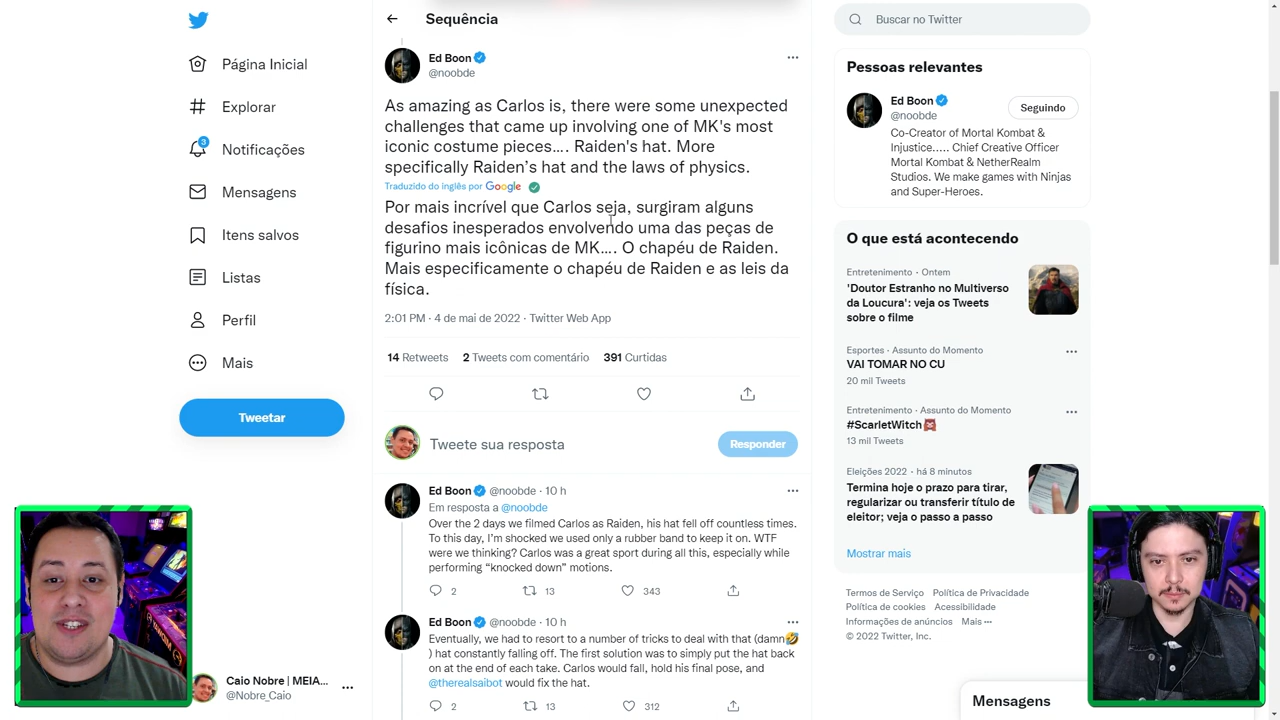 Sequência
Buscar no Twitter
Página Inicial
Explorar
3
Notificações
Mensagens
Itens salvos
Listas
Perfil
Mais
Tweetar
Caio Nobre | MEIA...
@Nobre_Caio
Ed Boon
@noobde
As amazing as Carlos is, there were some unexpected
challenges that came up involving one of MK's most
iconic costume pieces.... Raiden's hat. More
specifically Raiden's hat and the laws of physics.
Traduzido do inglês por Google
Por mais incrível que Carlos seja, surgiram alguns
desafios inesperados envolvendo uma das peças de
figurino mais icônicas de MK.... O chapéu de Raiden.
Mais especificamente o chapéu de Raiden e as leis da
física.
2:01 PM · 4 de mai de 2022 · Twitter Web App
14 Retweets 2 Tweets com comentário 391 Curtidas
Tweete sua resposta
Responder
Ed Boon @noobde · 10 h
Em resposta a @noobde
Over the 2 days we filmed Carlos as Raiden, his hat fell off countless times.
To this day, I'm shocked we used only a rubber band to keep it on. WTF
were we thinking? Carlos was a great sport during all this, especially while
performing “knocked down” motions.
2 13 343
Ed Boon @noobde · 10 h
Eventually, we had to resort to a number of tricks to deal with that (damn🤣
) hat constantly falling off. The first solution was to simply put the hat back
on at the end of each take. Carlos would fall, hold his final pose, and
@therealsaibot would fix the hat.
2 13 312
Pessoas relevantes
Ed Boon
@noobde
Seguindo
Co-Creator of Mortal Kombat &
Injustice..... Chief Creative Officer
Mortal Kombat & NetherRealm
Studios. We make games with Ninjas
and Super-Heroes.
O que está acontecendo
Entretenimento · Ontem
'Doutor Estranho no Multiverso
da Loucura': veja os Tweets
sobre o filme
Esportes · Assunto do Momento
VAI TOMAR NO CU
20 mil Tweets
Entretenimento · Assunto do Momento
#ScarletWitch
13 mil Tweets
Eleições 2022 · há 8 minutos
Termina hoje o prazo para tirar,
regularizar ou transferir título de
eleitor; veja o passo a passo
Mostrar mais
Termos de Serviço Política de Privacidade
Política de cookies Acessibilidade
Informações de anúncios Mais ···
© 2022 Twitter, Inc.
Mensagens